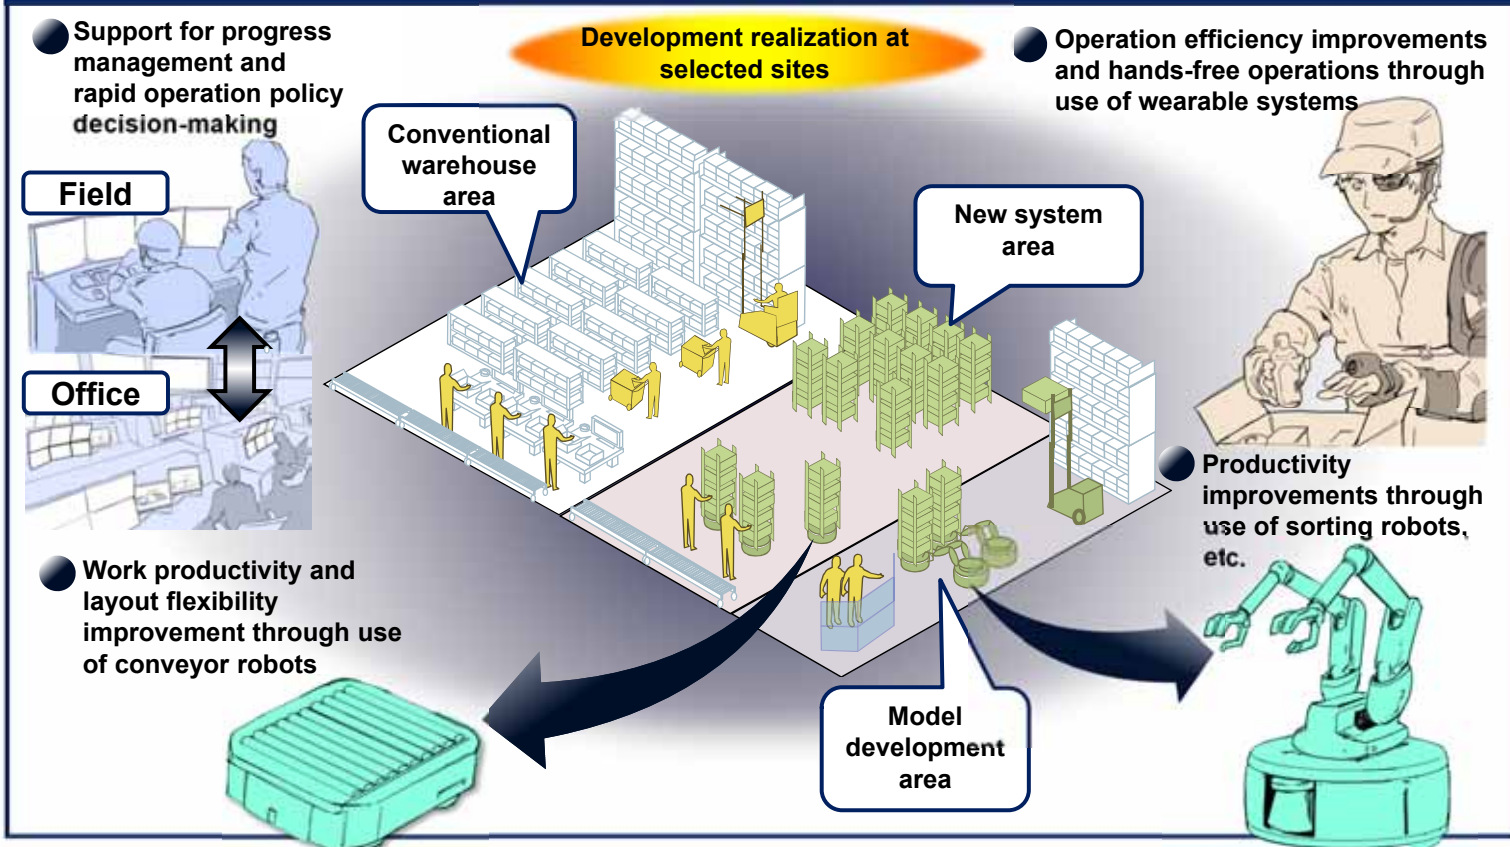 Support for progress
management and
rapid operation policy
decision-making
Development realization at
selected sites
Operation efficiency improvements
and hands-free operations through
use of wearable systems
Conventional
warehouse
area
New system
area
Field
Office
Productivity
improvements through
use of sorting robots,
etc.
Work productivity and
layout flexibility
improvement through use
of conveyor robots
Model
development
area